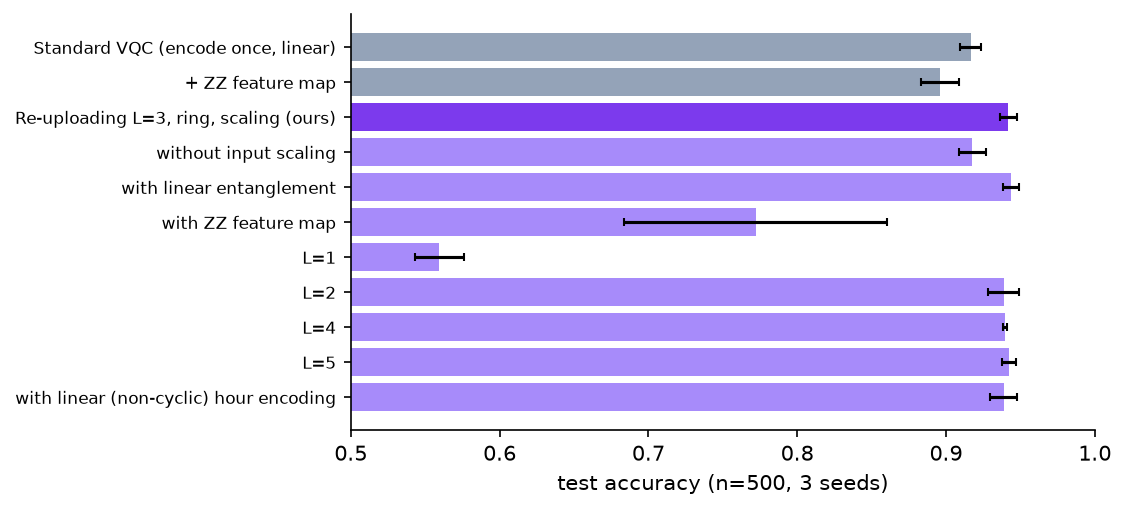 Standard VQC (encode once, linear)
+ ZZ feature map
Re-uploading L=3, ring, scaling (ours)
without input scaling
with linear entanglement
with ZZ feature map
L=1
L=2
L=4
L=5
with linear (non-cyclic) hour encoding
0.5 0.6 0.7 0.8 0.9 1.0
test accuracy (n=500, 3 seeds)